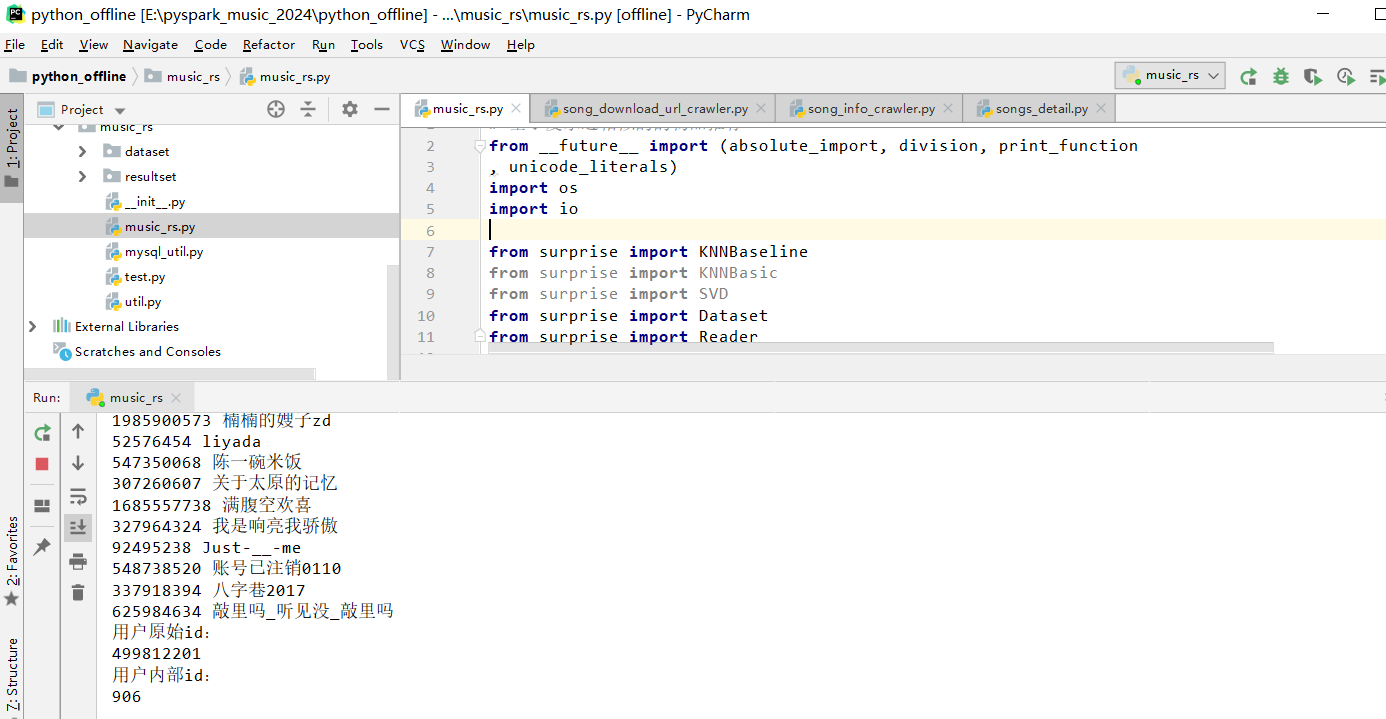 python_offline [E:\pyspark_music_2024\python_offline] - ...\music_rs\music_rs.py [offline] - PyCharm
File Edit View Navigate Code Refactor Run Tools VCS Window Help
python_offline music_rs music_rs.py
music_rs
1: Project
Project
music_rs
dataset
resultset
__init__.py
music_rs.py
mysql_util.py
test.py
util.py
External Libraries
Scratches and Consoles
music_rs.py song_download_url_crawler.py song_info_crawler.py songs_detail.py
2 from __future__ import (absolute_import, division, print_function
3 , unicode_literals)
4 import os
5 import io
6
7 from surprise import KNNBaseline
8 from surprise import KNNBasic
9 from surprise import SVD
10 from surprise import Dataset
11 from surprise import Reader
Run: music_rs
1985900573 楠楠的嫂子zd
52576454 liyada
547350068 陈一碗米饭
307260607 关于太原的记忆
1685557738 满腹空欢喜
327964324 我是响亮我骄傲
92495238 Just-__-me
548738520 账号已注销0110
337918394 八字巷2017
625984634 敲里吗_听见没_敲里吗
用户原始id：
499812201
用户内部id：
906
2: Favorites
7: Structure